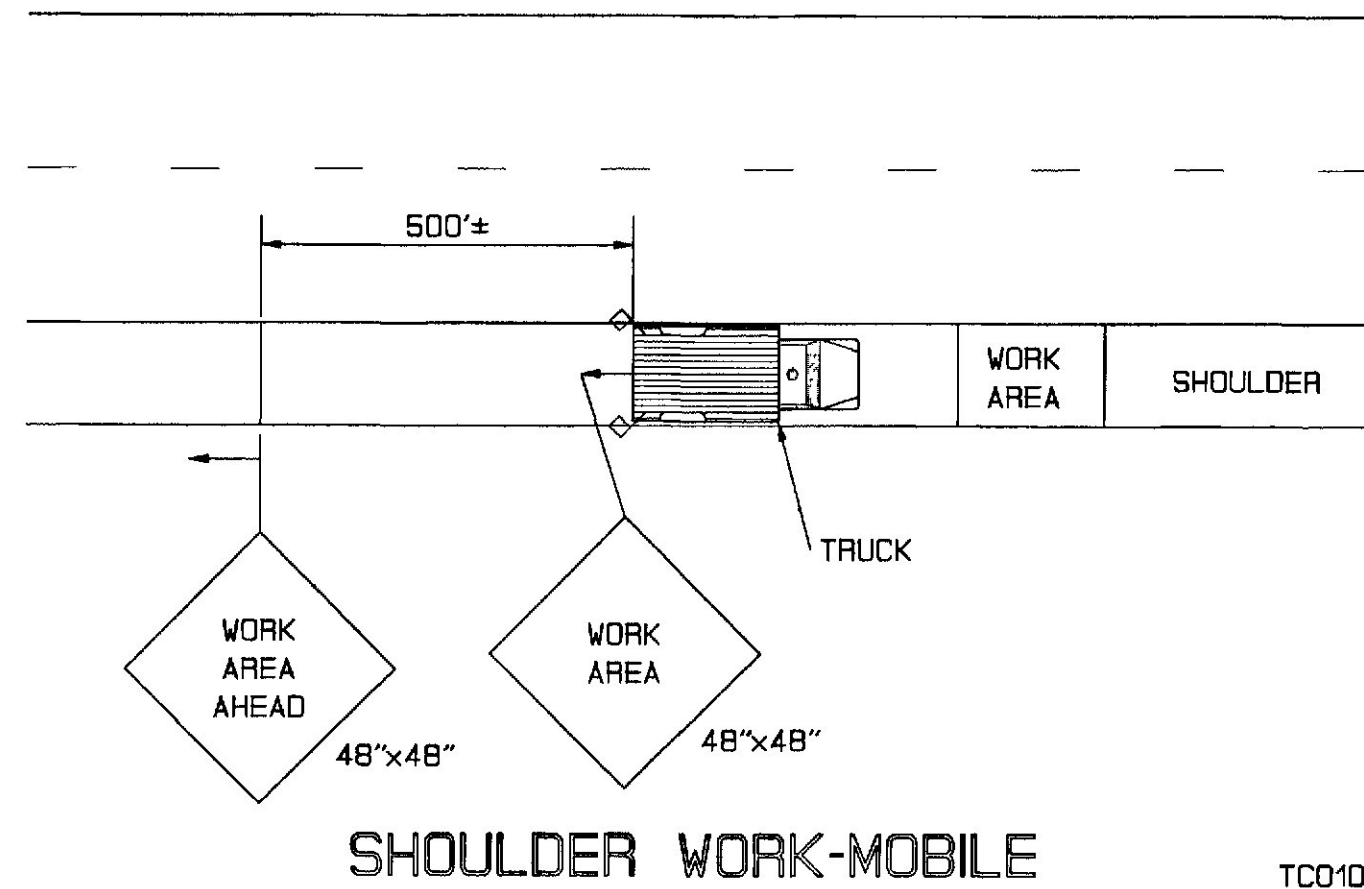 500'±
WORK
AREA
SHOULDER
TRUCK
WORK
AREA
AHEAD
48"x48"
WORK
AREA
48"x48"
SHOULDER WORK-MOBILE
TC010